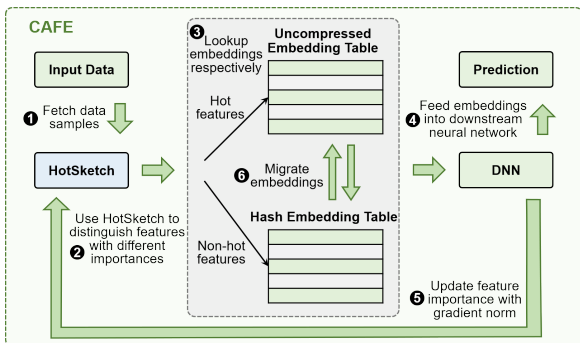 CAFE
Input Data
❶ Fetch data
samples
HotSketch
Use HotSketch to
distinguish features
❷ with different
importances
❸ Lookup
embeddings
respectively
Uncompressed
Embedding Table
Hot
features
❻ Migrate
embeddings
Hash Embedding Table
Non-hot
features
Prediction
Feed embeddings
❹ into downstream
neural network
DNN
Update feature
❺ importance with
gradient norm